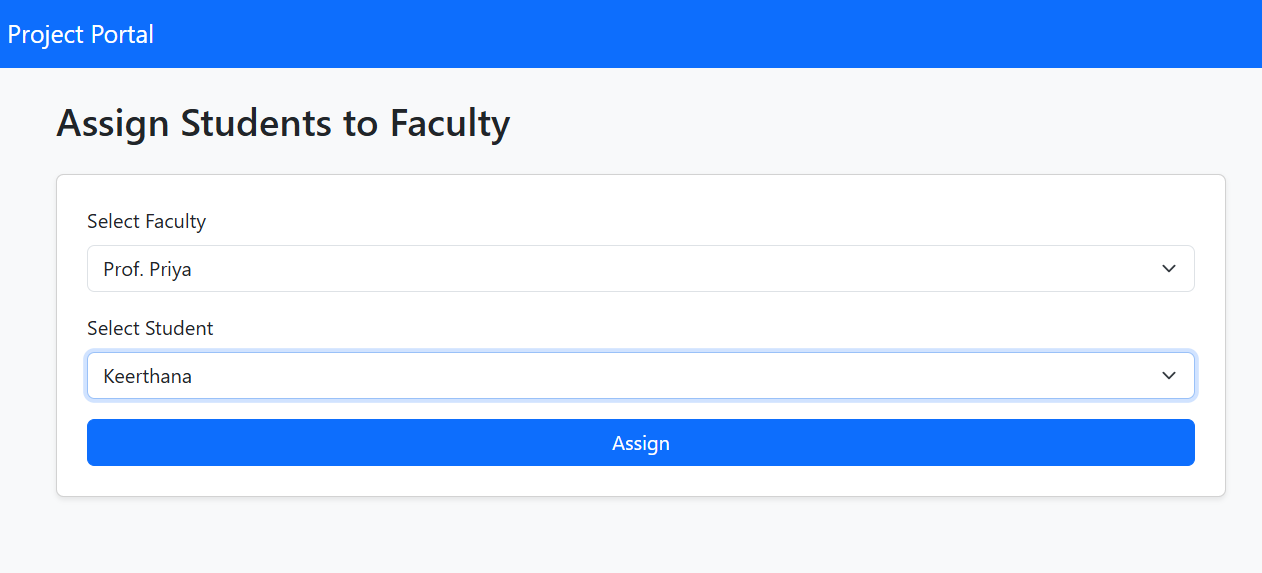 Project Portal
Assign Students to Faculty
Select Faculty
Prof. Priya
Select Student
Keerthana
Assign